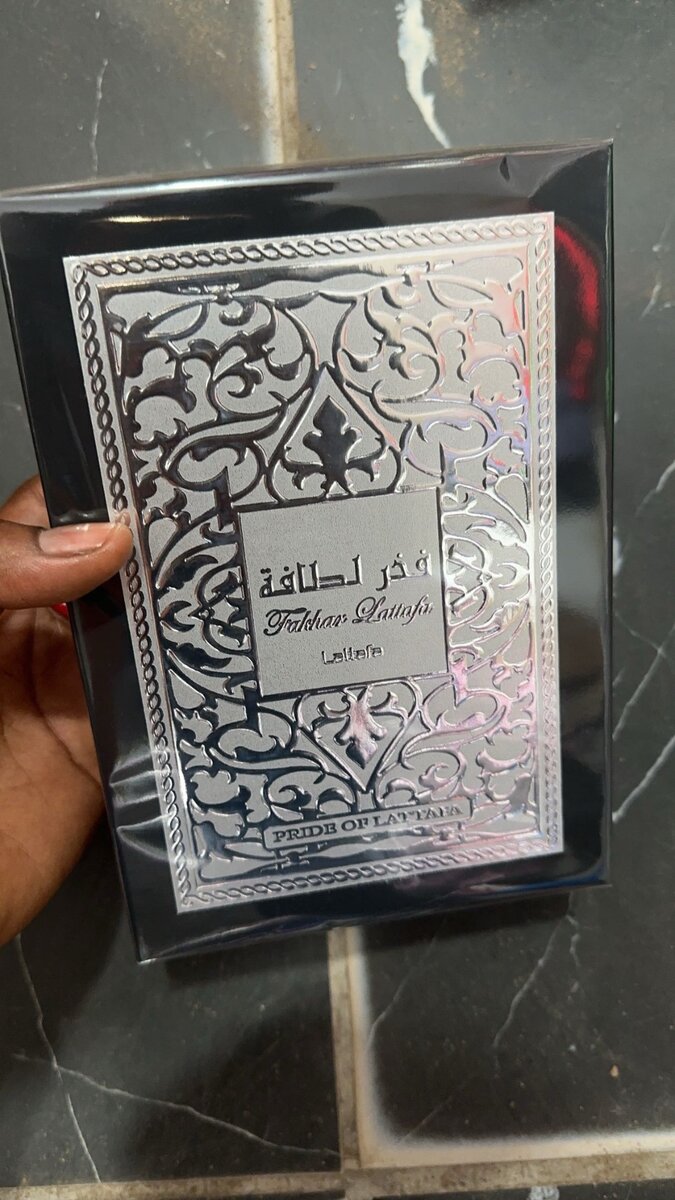 فخر لطافة
Fakhar Lattafa
Lattafa
PRIDE OF LATTAFA